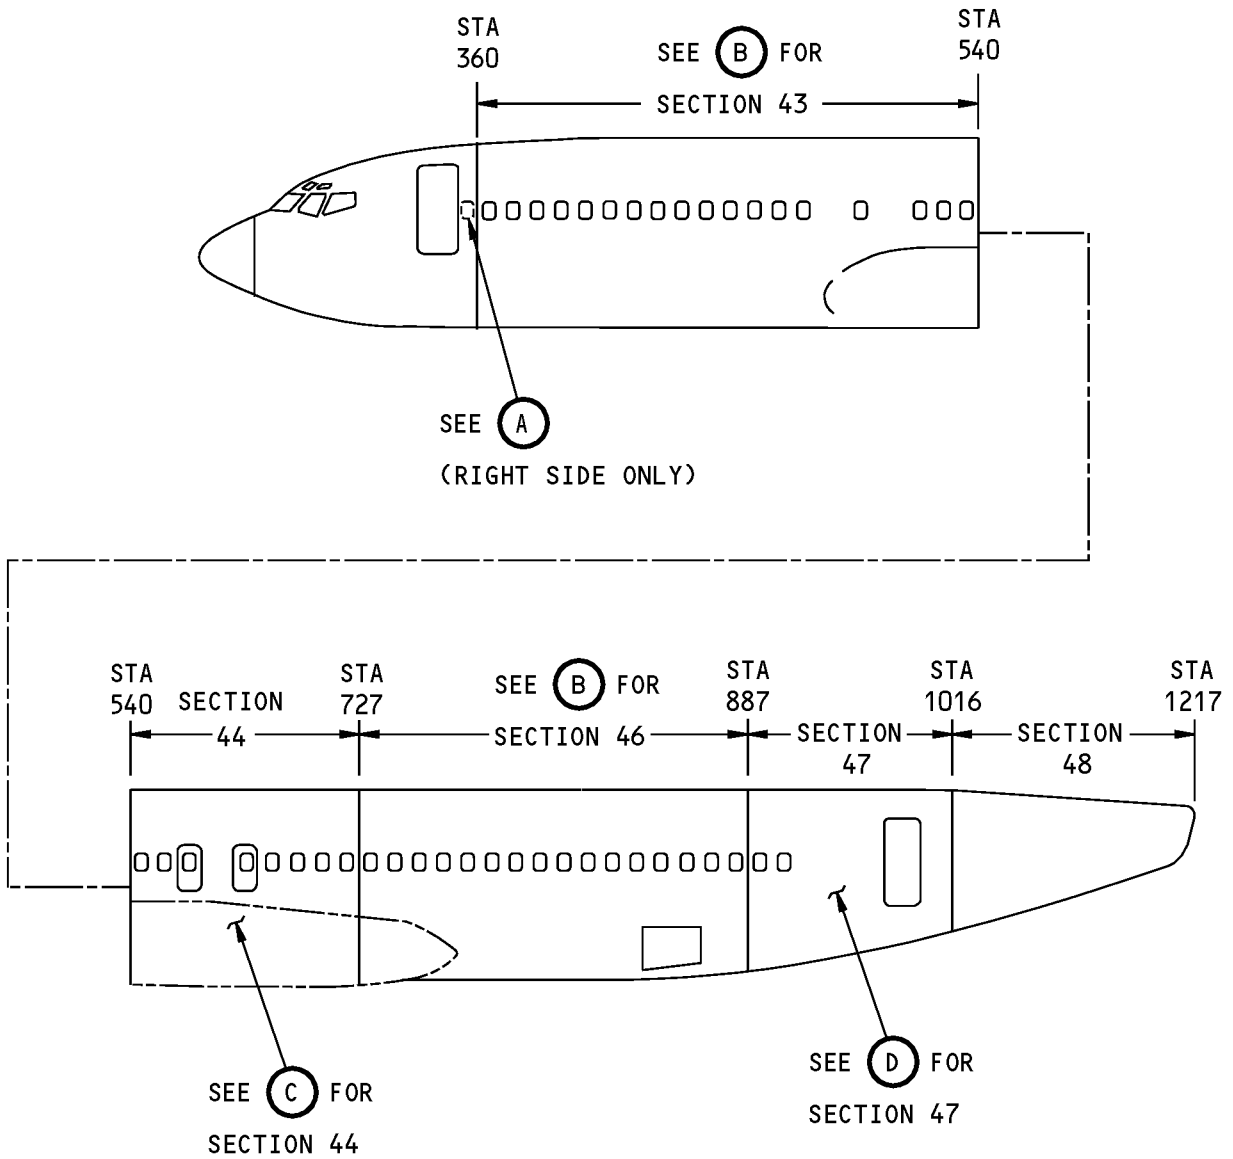 STA
360
SEE B FOR
SECTION 43
STA
540
SEE A
(RIGHT SIDE ONLY)
STA
540
SECTION
44
STA
727
SEE B FOR
SECTION 46
STA
887
SECTION
47
STA
1016
SECTION
48
STA
1217
SEE C FOR
SECTION 44
SEE D FOR
SECTION 47